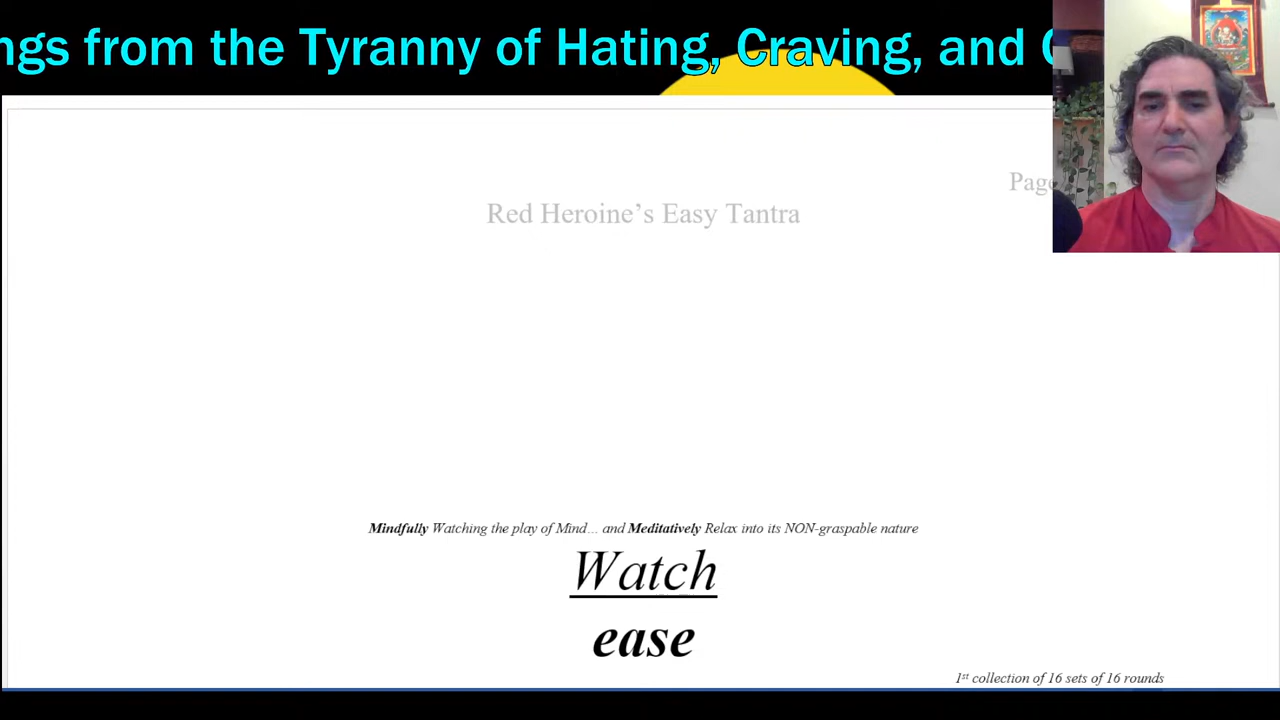 ngs from the Tyranny of Hating, Craving, and
Page
Red Heroine’s Easy Tantra
Mindfully Watching the play of Mind… and Meditatively Relax into its NON-graspable nature
Watch
ease
1st collection of 16 sets of 16 rounds